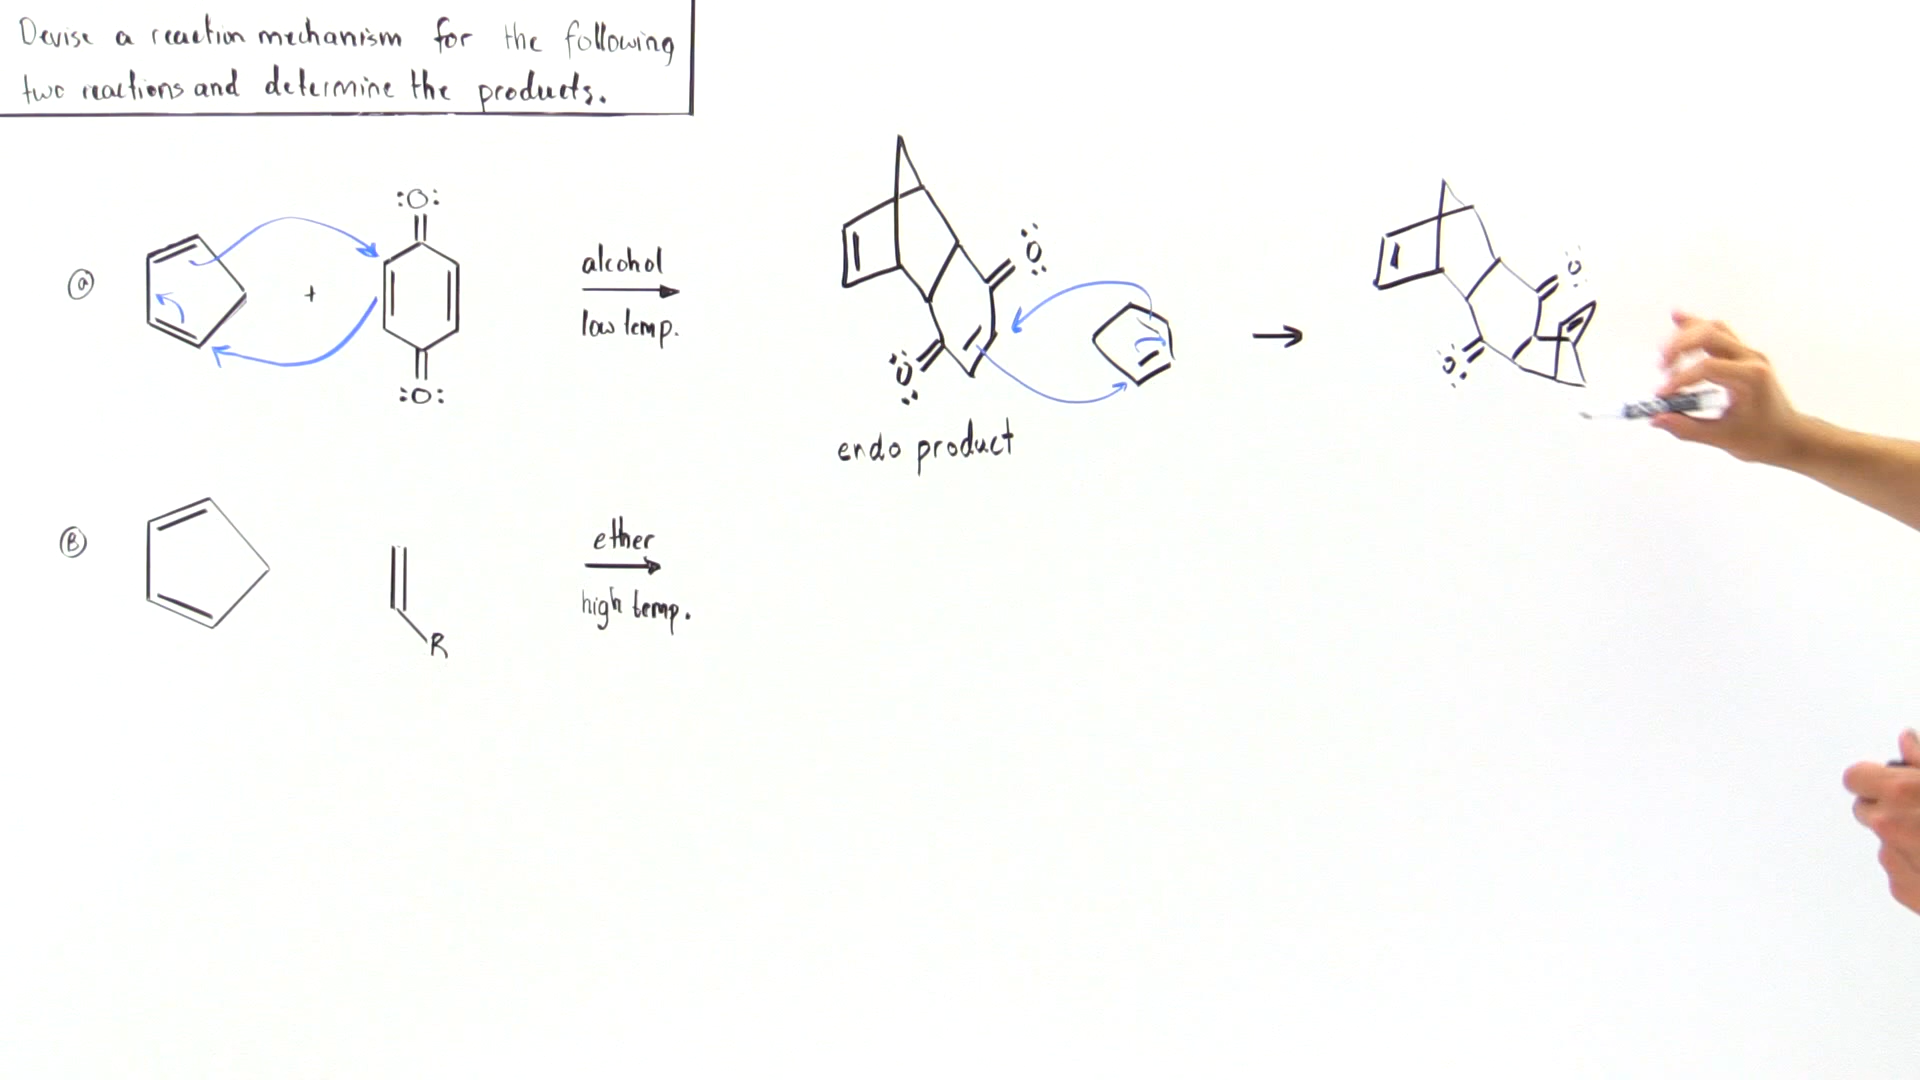 Devise a reaction mechanism for the following
two reactions and determine the products.
a
:O:
+
:O:
alcohol
low temp.
O
O
endo product
O
O
B
R
ether
high temp.